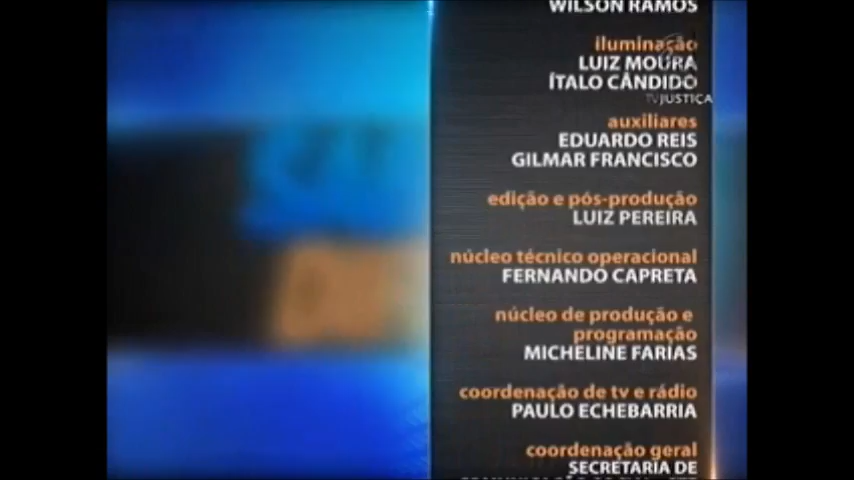 WILSON RAMOS
iluminação
LUIZ MOURA
ÍTALO CÂNDIDO
TV JUSTIÇA
auxiliares
EDUARDO REIS
GILMAR FRANCISCO
edição e pós-produção
LUIZ PEREIRA
núcleo técnico operacional
FERNANDO CAPRETA
núcleo de produção e
programação
MICHELINE FARIAS
coordenação de tv e rádio
PAULO ECHEBARRIA
coordenação geral
SECRETARIA DE